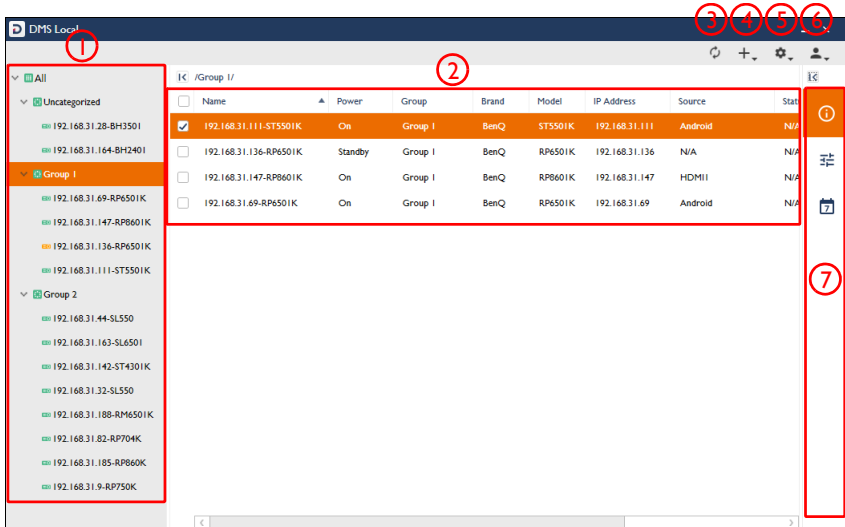 DMS Local
1
2
3
4
5
6
7
All
Uncategorized
192.168.31.28-BH3501
192.168.31.164-BH2401
Group 1
192.168.31.69-RP6501K
192.168.31.147-RP8601K
192.168.31.136-RP6501K
192.168.31.111-ST5501K
Group 2
192.168.31.44-SL550
192.168.31.163-SL6501
192.168.31.142-ST4301K
192.168.31.32-SL550
192.168.31.188-RM6501K
192.168.31.82-RP704K
192.168.31.185-RP860K
192.168.31.9-RP750K
/Group 1/
Name Power Group Brand Model IP Address Source Stat
192.168.31.111-ST5501K On Group 1 BenQ ST5501K 192.168.31.111 Android N/A
192.168.31.136-RP6501K Standby Group 1 BenQ RP6501K 192.168.31.136 N/A N/A
192.168.31.147-RP8601K On Group 1 BenQ RP8601K 192.168.31.147 HDMI1 N/A
192.168.31.69-RP6501K On Group 1 BenQ RP6501K 192.168.31.69 Android N/A
7